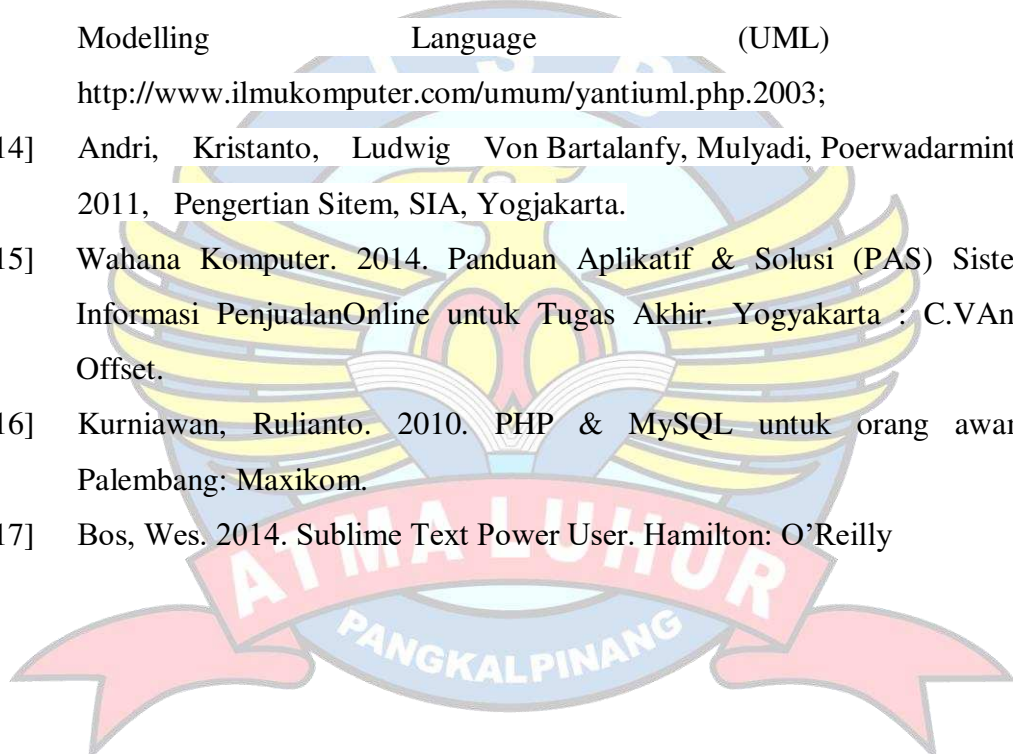 Modelling Language (UML)
http://www.ilmukomputer.com/umum/yantiuml.php.2003;
14] Andri, Kristanto, Ludwig Von Bartalanfy, Mulyadi, Poerwadarmint
2011, Pengertian Sitem, SIA, Yogjakarta.
15] Wahana Komputer. 2014. Panduan Aplikatif & Solusi (PAS) Siste
Informasi PenjualanOnline untuk Tugas Akhir. Yogyakarta : C.VAn
Offset.
16] Kurniawan, Rulianto. 2010. PHP & MySQL untuk orang awa
Palembang: Maxikom.
17] Bos, Wes. 2014. Sublime Text Power User. Hamilton: O’Reilly
ATMA LUHUR
PANGKALPINANG